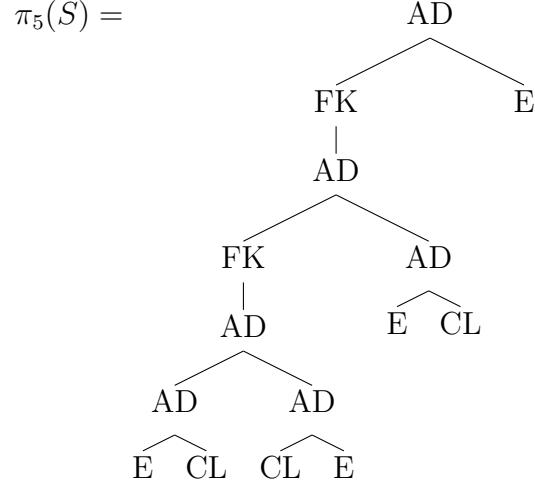 π₅(S) = AD
FK E
AD
FK AD
AD E CL
AD AD
E CL CL E